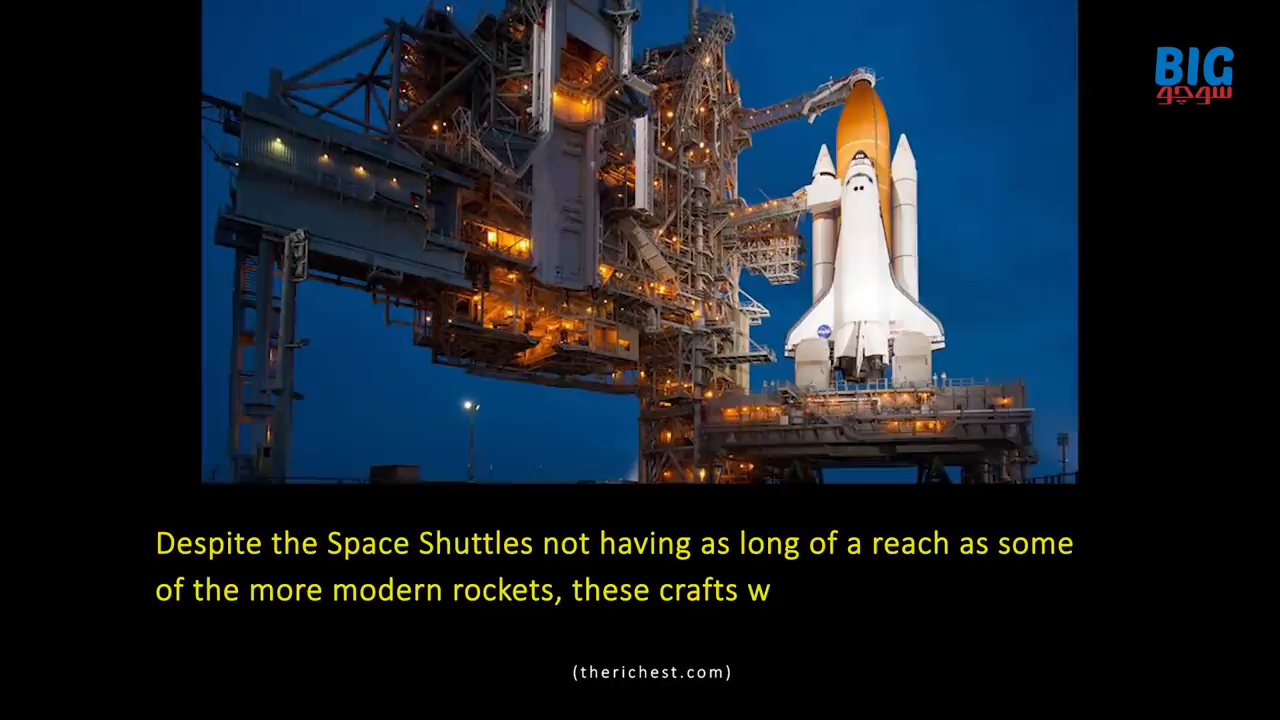 BIG
سوچو
Despite the Space Shuttles not having as long of a reach as some
of the more modern rockets, these crafts w
(therichest.com)